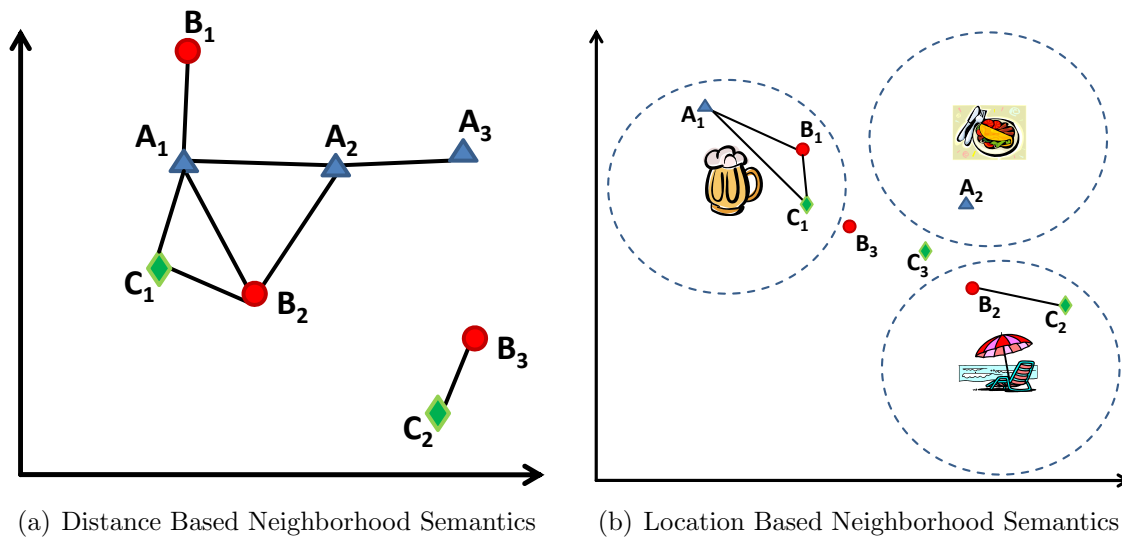 B₁
A₁
A₂
A₃
C₁
B₂
B₃
C₂
(a) Distance Based Neighborhood Semantics
A₁
B₁
C₁
A₂
B₃
C₃
B₂
C₂
(b) Location Based Neighborhood Semantics